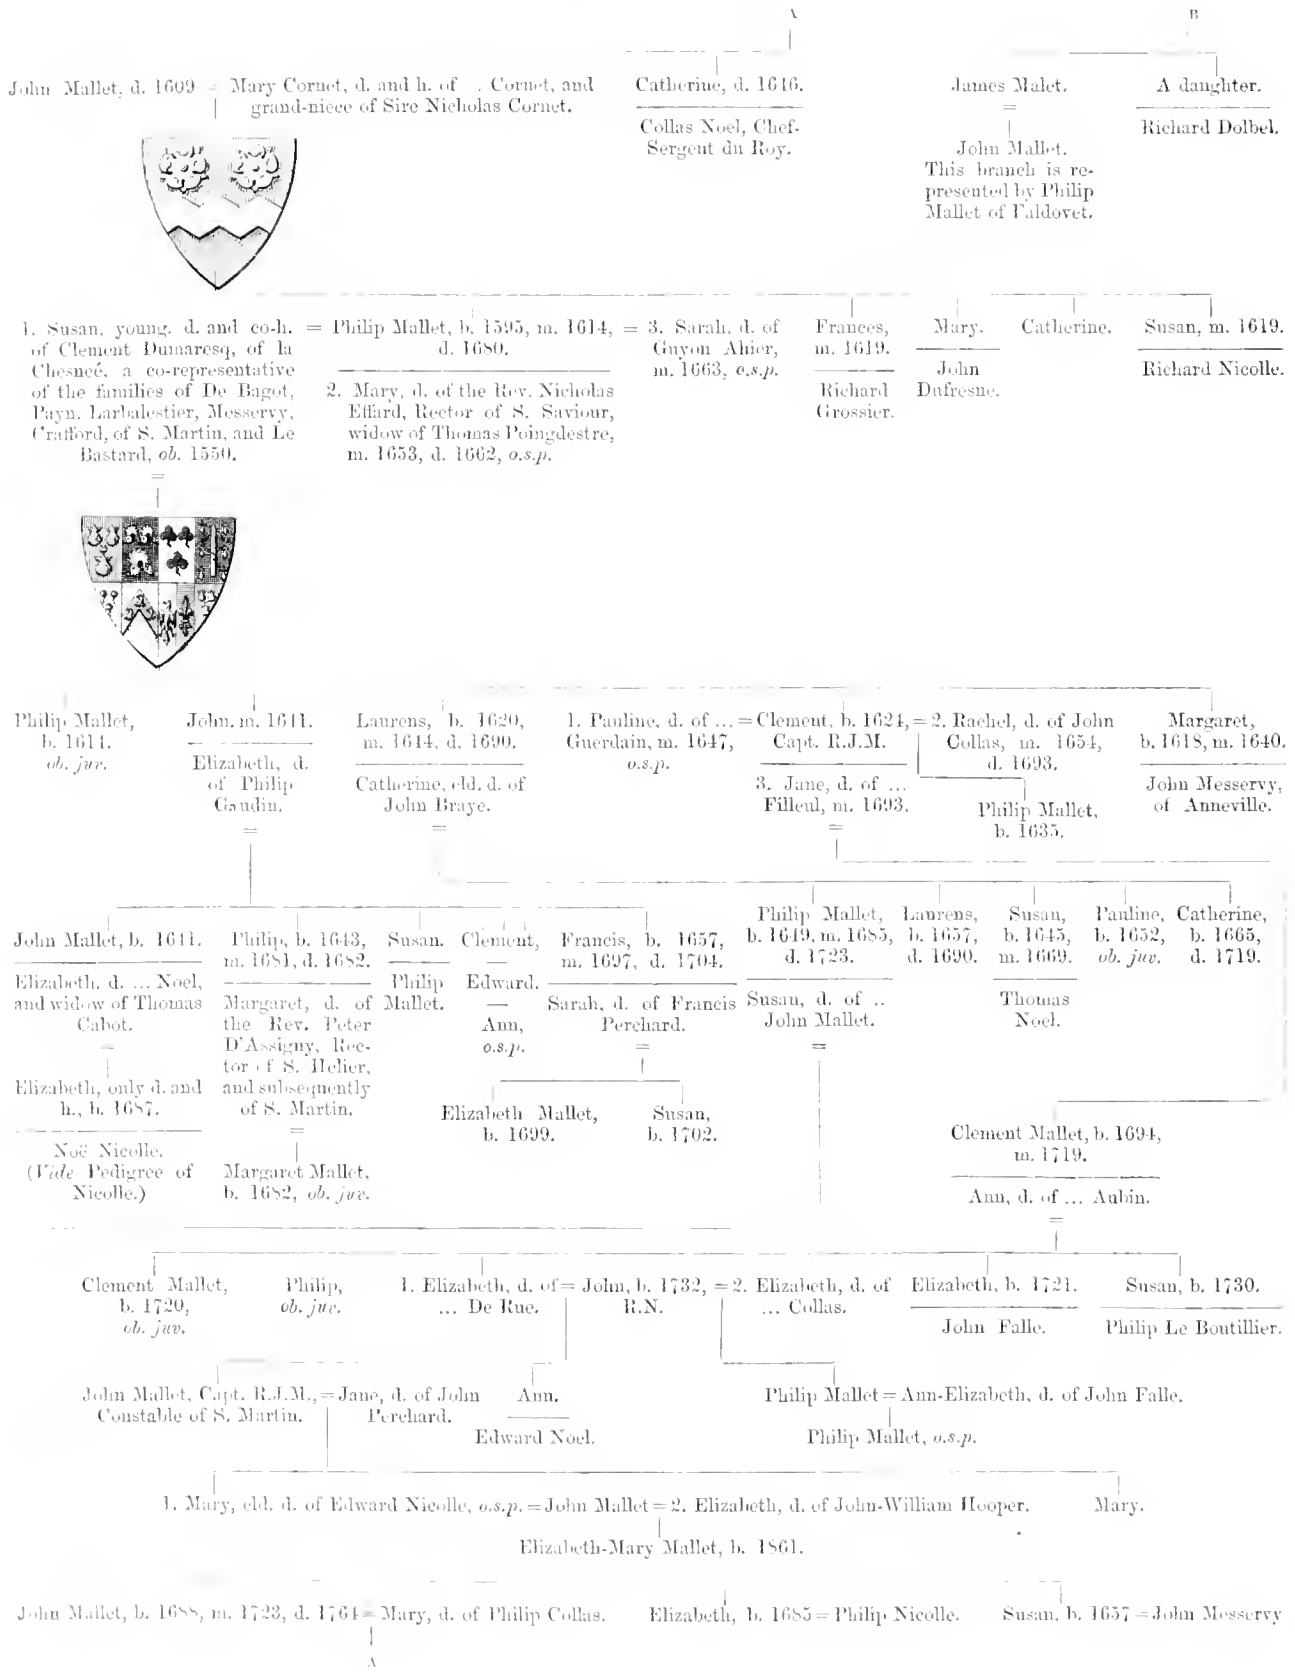 A
B
John Mallet, d. 1609 = Mary Cornet, d. and h. of . Cornet, and
grand-niece of Sire Nicholas Cornet.
Catherine, d. 1646.
Collas Noel, Chef-
Sergent du Roy.
James Malet.
=
John Mallet.
This branch is re-
presented by Philip
Mallet of Faldovet.
A daughter.
Richard Dolbel.
1. Susan, young. d. and co-h.
of Clement Dumaresq, of la
Chesneé, a co-representative
of the families of De Bagot,
Payn, Larbalestier, Messervy,
Crafford, of S. Martin, and Le
Bastard, ob. 1550.
=
= Philip Mallet, b. 1595, m. 1614, =
d. 1680.
2. Mary, d. of the Rev. Nicholas
Effard, Rector of S. Saviour,
widow of Thomas Poingdestre,
m. 1653, d. 1662, o.s.p.
3. Sarah, d. of
Guyon Ahier,
m. 1663, o.s.p.
Frances,
m. 1619.
Richard
Grossier.
Mary.
John
Dufresne.
Catherine.
Susan, m. 1619.
Richard Nicolle.
Philip Mallet,
b. 1614.
ob. juv.
John, m. 1641.
Elizabeth, d.
of Philip
Gaudin.
=
Laurens, b. 1620,
m. 1644, d. 1690.
Catherine, eld. d. of
John Braye.
=
1. Pauline, d. of ...
Guerdain, m. 1647,
o.s.p.
= Clement, b. 1624, =
Capt. R.J.M.
3. Jane, d. of ...
Filleul, m. 1693.
=
2. Rachel, d. of John
Collas, m. 1654,
d. 1693.
Philip Mallet,
b. 1635.
Margaret,
b. 1618, m. 1640.
John Messervy,
of Anneville.
John Mallet, b. 1641.
Elizabeth, d. ... Noel,
and widow of Thomas
Cabot.
Elizabeth, only d. and
h., b. 1687.
Noë Nicolle.
(Vide Pedigree of
Nicolle.)
Philip, b. 1643,
m. 1681, d. 1682.
Margaret, d. of
the Rev. Peter
D'Assigny, Rec-
tor of S. Helier,
and subsequently
of S. Martin.
=
Margaret Mallet,
b. 1682, ob. juv.
Susan.
Philip
Mallet.
Clement,
—
Edward.
—
Ann,
o.s.p.
Francis, b. 1657,
m. 1697, d. 1704.
Sarah, d. of Francis
Perchard.
=
Elizabeth Mallet,
b. 1699.
Susan,
b. 1702.
Philip Mallet,
b. 1649, m. 1685,
d. 1723.
Susan, d. of ..
John Mallet.
=
Laurens,
b. 1657,
d. 1690.
Susan,
b. 1645,
m. 1669.
Thomas
Noel.
Pauline,
b. 1652,
ob. juv.
Catherine,
b. 1665,
d. 1719.
Clement Mallet, b. 1694,
m. 1719.
Ann, d. of ... Aubin.
=
Clement Mallet,
b. 1720,
ob. juv.
Philip,
ob. juv.
1. Elizabeth, d. of = John, b. 1732, = 2. Elizabeth, d. of
... De Rue. R.N. ... Collas.
Elizabeth, b. 1721.
John Falle.
Susan, b. 1730.
Philip Le Boutillier.
John Mallet, Capt. R.J.M., = Jane, d. of John
Constable of S. Martin. Perchard.
Ann.
Edward Noel.
Philip Mallet = Ann-Elizabeth, d. of John Falle.
Philip Mallet, o.s.p.
1. Mary, eld. d. of Edward Nicolle, o.s.p. = John Mallet = 2. Elizabeth, d. of John-William Hooper. Mary.
Elizabeth-Mary Mallet, b. 1861.
John Mallet, b. 1688, m. 1723, d. 1764 = Mary, d. of Philip Collas. Elizabeth, b. 1685 = Philip Nicolle. Susan, b. 1657 = John Messervy
A